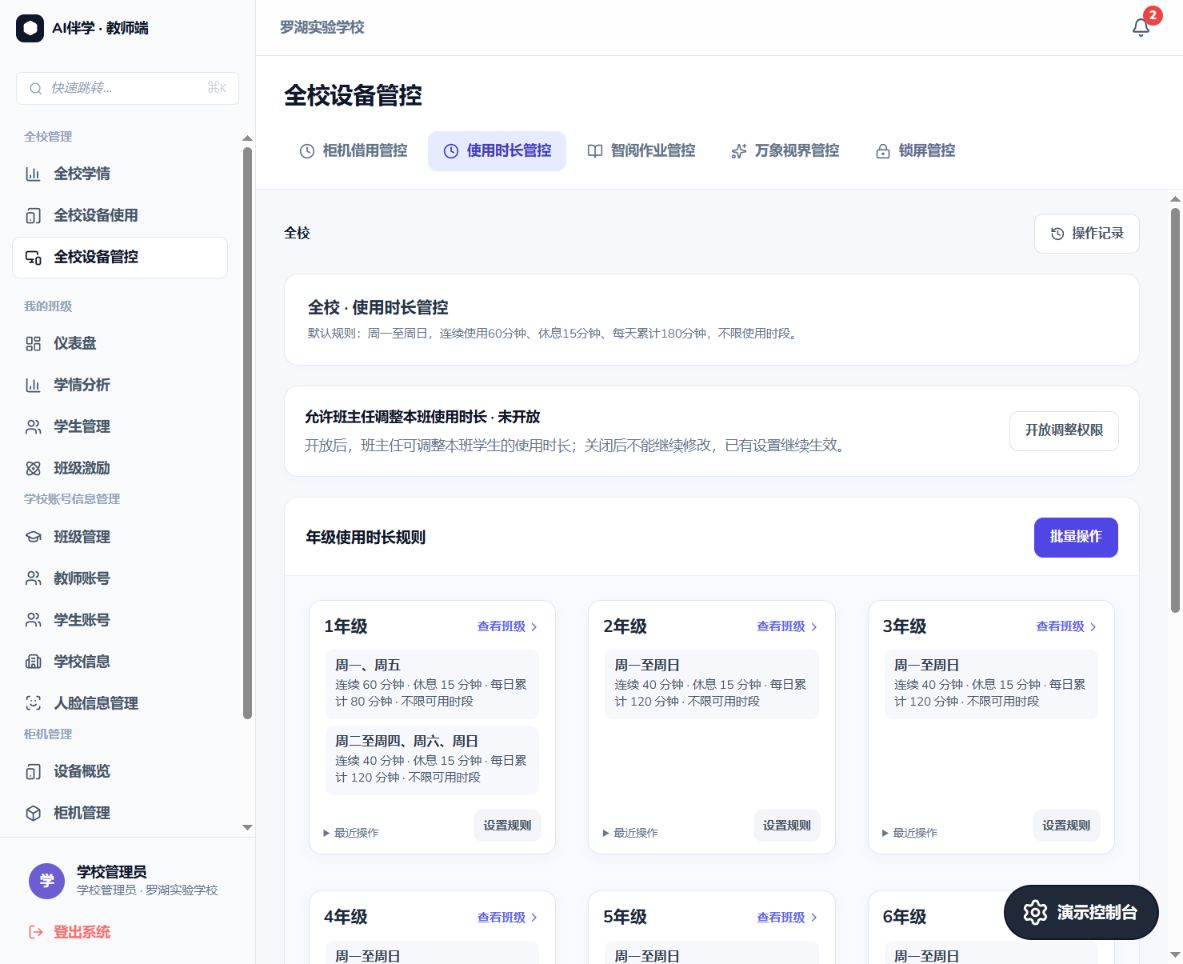 AI伴学 · 教师端
快速跳转...
⌘K
全校管理
全校学情
全校设备使用
全校设备管控
我的班级
仪表盘
学情分析
学生管理
班级激励
学校账号信息管理
班级管理
教师账号
学生账号
学校信息
人脸信息管理
柜机管理
设备概览
柜机管理
学
学校管理员
学校管理员 · 罗湖实验学校
登出系统
罗湖实验学校
2
全校设备管控
柜机借用管控
使用时长管控
智阅作业管控
万象视界管控
锁屏管控
全校
操作记录
全校 · 使用时长管控
默认规则：周一至周日，连续使用60分钟、休息15分钟、每天累计180分钟，不限使用时段。
允许班主任调整本班使用时长 · 未开放
开放后，班主任可调整本班学生的使用时长；关闭后不能继续修改，已有设置继续生效。
开放调整权限
年级使用时长规则
批量操作
1年级
查看班级
周一、周五
连续 60 分钟 · 休息 15 分钟 · 每日累
计 80 分钟 · 不限可用时段
周二至周四、周六、周日
连续 40 分钟 · 休息 15 分钟 · 每日累
计 120 分钟 · 不限可用时段
最近操作
设置规则
2年级
查看班级
周一至周日
连续 40 分钟 · 休息 15 分钟 · 每日累
计 120 分钟 · 不限可用时段
最近操作
设置规则
3年级
查看班级
周一至周日
连续 40 分钟 · 休息 15 分钟 · 每日累
计 120 分钟 · 不限可用时段
最近操作
设置规则
4年级
查看班级
周一至周日
5年级
查看班级
周一至周日
6年级
周一至周日
演示控制台